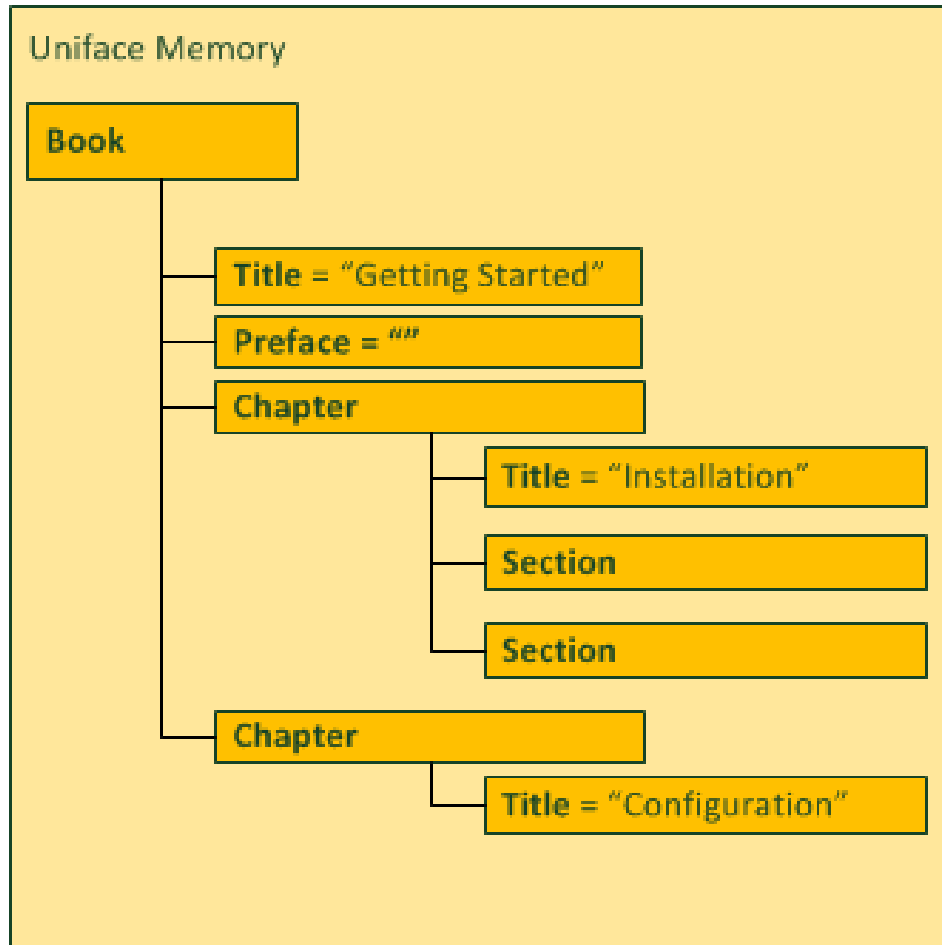 Uniface Memory
Book
Title = “Getting Started”
Preface = “”
Chapter
Title = “Installation”
Section
Section
Chapter
Title = “Configuration”